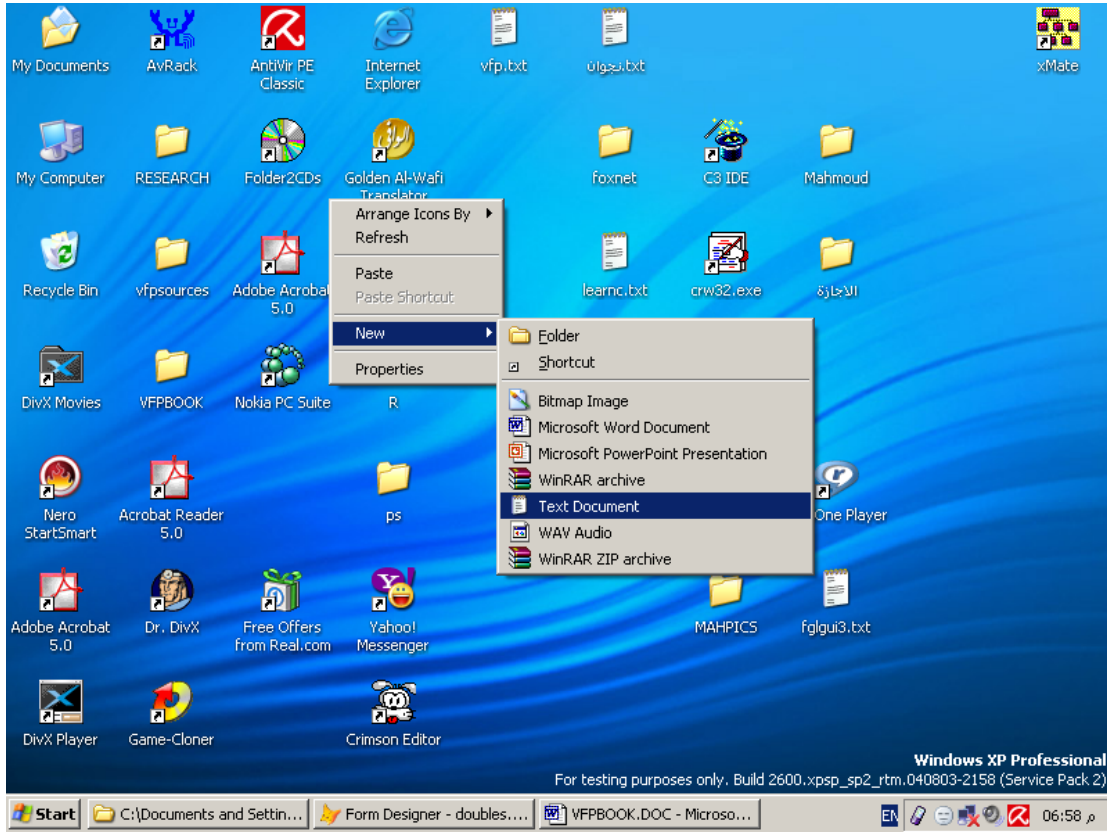 My Documents
AvRack
AntiVir PE
Classic
Internet
Explorer
vfp.txt
نجوان.txt
xMate
My Computer
RESEARCH
Folder2CDs
Golden Al-Wafi
Translator
foxnet
C3 IDE
Mahmoud
Recycle Bin
vfpsources
Adobe Acrobat
5.0
learnc.txt
crw32.exe
الاجازة
Arrange Icons By
Refresh
Paste
Paste Shortcut
New
Properties
Folder
Shortcut
Bitmap Image
Microsoft Word Document
Microsoft PowerPoint Presentation
WinRAR archive
Text Document
WAV Audio
WinRAR ZIP archive
DivX Movies
VFPBOOK
Nokia PC Suite
R
Nero
StartSmart
Acrobat Reader
5.0
ps
One Player
Adobe Acrobat
5.0
Dr. DivX
Free Offers
from Real.com
Yahoo!
Messenger
MAHPICS
fglgui3.txt
DivX Player
Game-Cloner
Crimson Editor
Windows XP Professional
For testing purposes only. Build 2600.xpsp_sp2_rtm.040803-2158 (Service Pack 2)
Start
C:\Documents and Settin...
Form Designer - doubles....
VFPBOOK.DOC - Microso...
EN
06:58 م